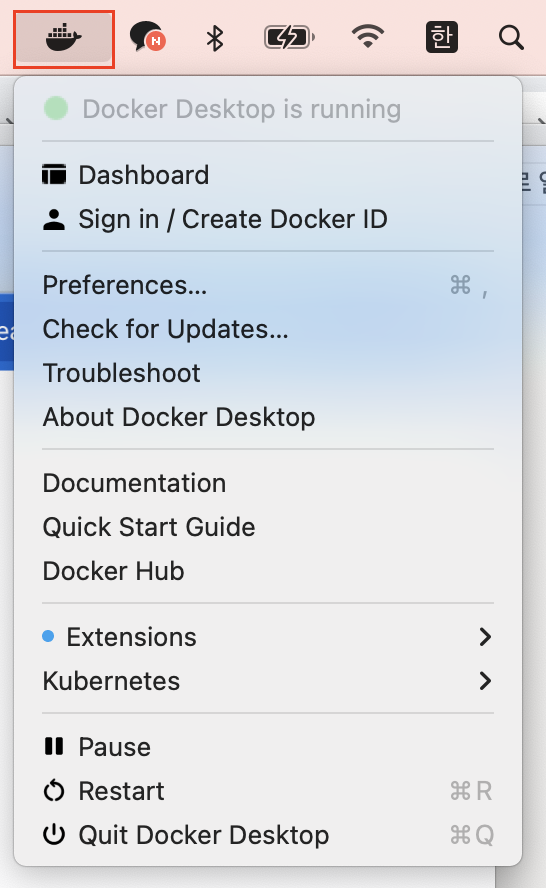 N
한
Docker Desktop is running
Dashboard
Sign in / Create Docker ID
Preferences... ⌘ ,
Check for Updates...
Troubleshoot
About Docker Desktop
Documentation
Quick Start Guide
Docker Hub
Extensions
Kubernetes
Pause
Restart ⌘R
Quit Docker Desktop ⌘Q